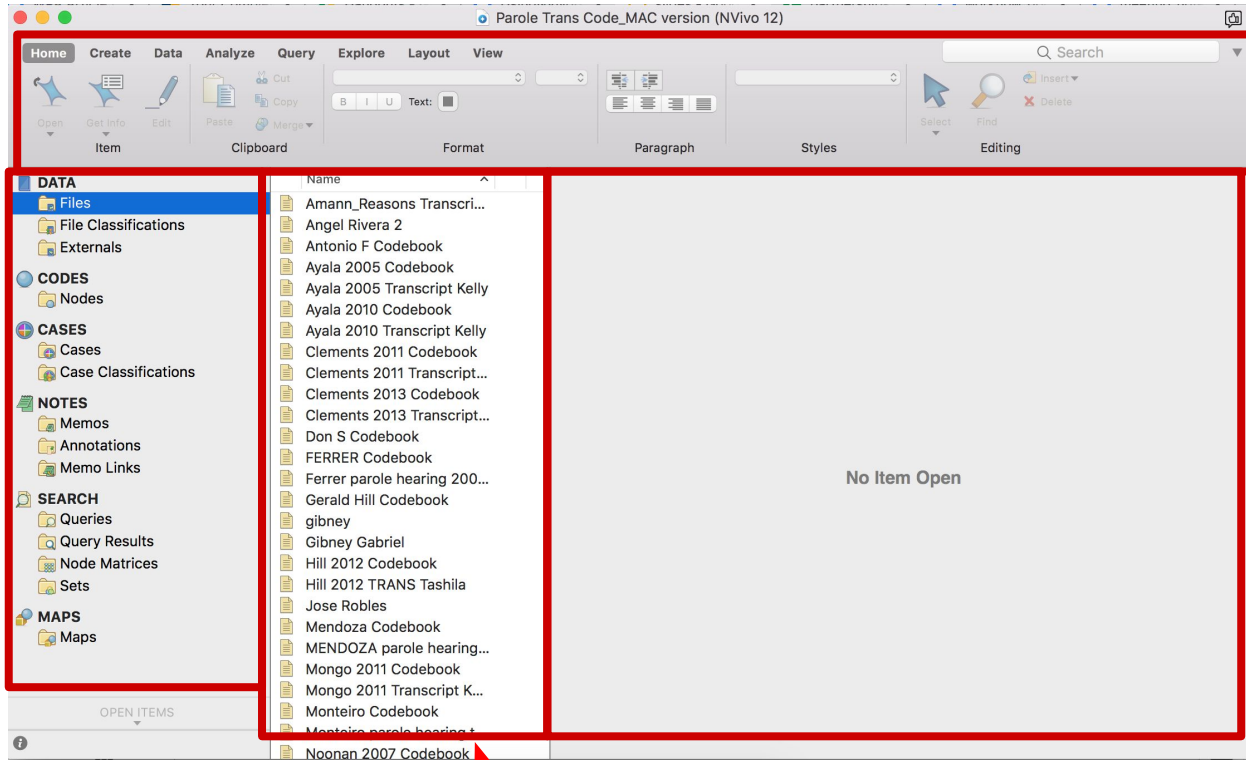 Parole Trans Code_MAC version (NVivo 12)
Home Create Data Analyze Query Explore Layout View
Search
Open Get Info Edit
Item
Paste Cut
Copy
Merge
Clipboard
B I U Text:
Format
Paragraph
Styles
Select Find
Insert
Delete
Editing
DATA
Files
File Classifications
Externals
CODES
Nodes
CASES
Cases
Case Classifications
NOTES
Memos
Annotations
Memo Links
SEARCH
Queries
Query Results
Node Matrices
Sets
MAPS
Maps
OPEN ITEMS
Name
Amann_Reasons Transcri...
Angel Rivera 2
Antonio F Codebook
Ayala 2005 Codebook
Ayala 2005 Transcript Kelly
Ayala 2010 Codebook
Ayala 2010 Transcript Kelly
Clements 2011 Codebook
Clements 2011 Transcript...
Clements 2013 Codebook
Clements 2013 Transcript...
Don S Codebook
FERRER Codebook
Ferrer parole hearing 200...
Gerald Hill Codebook
gibney
Gibney Gabriel
Hill 2012 Codebook
Hill 2012 TRANS Tashila
Jose Robles
Mendoza Codebook
MENDOZA parole hearing...
Mongo 2011 Codebook
Mongo 2011 Transcript K...
Monteiro Codebook
Monteiro parole hearing t...
Noonan 2007 Codebook
No Item Open